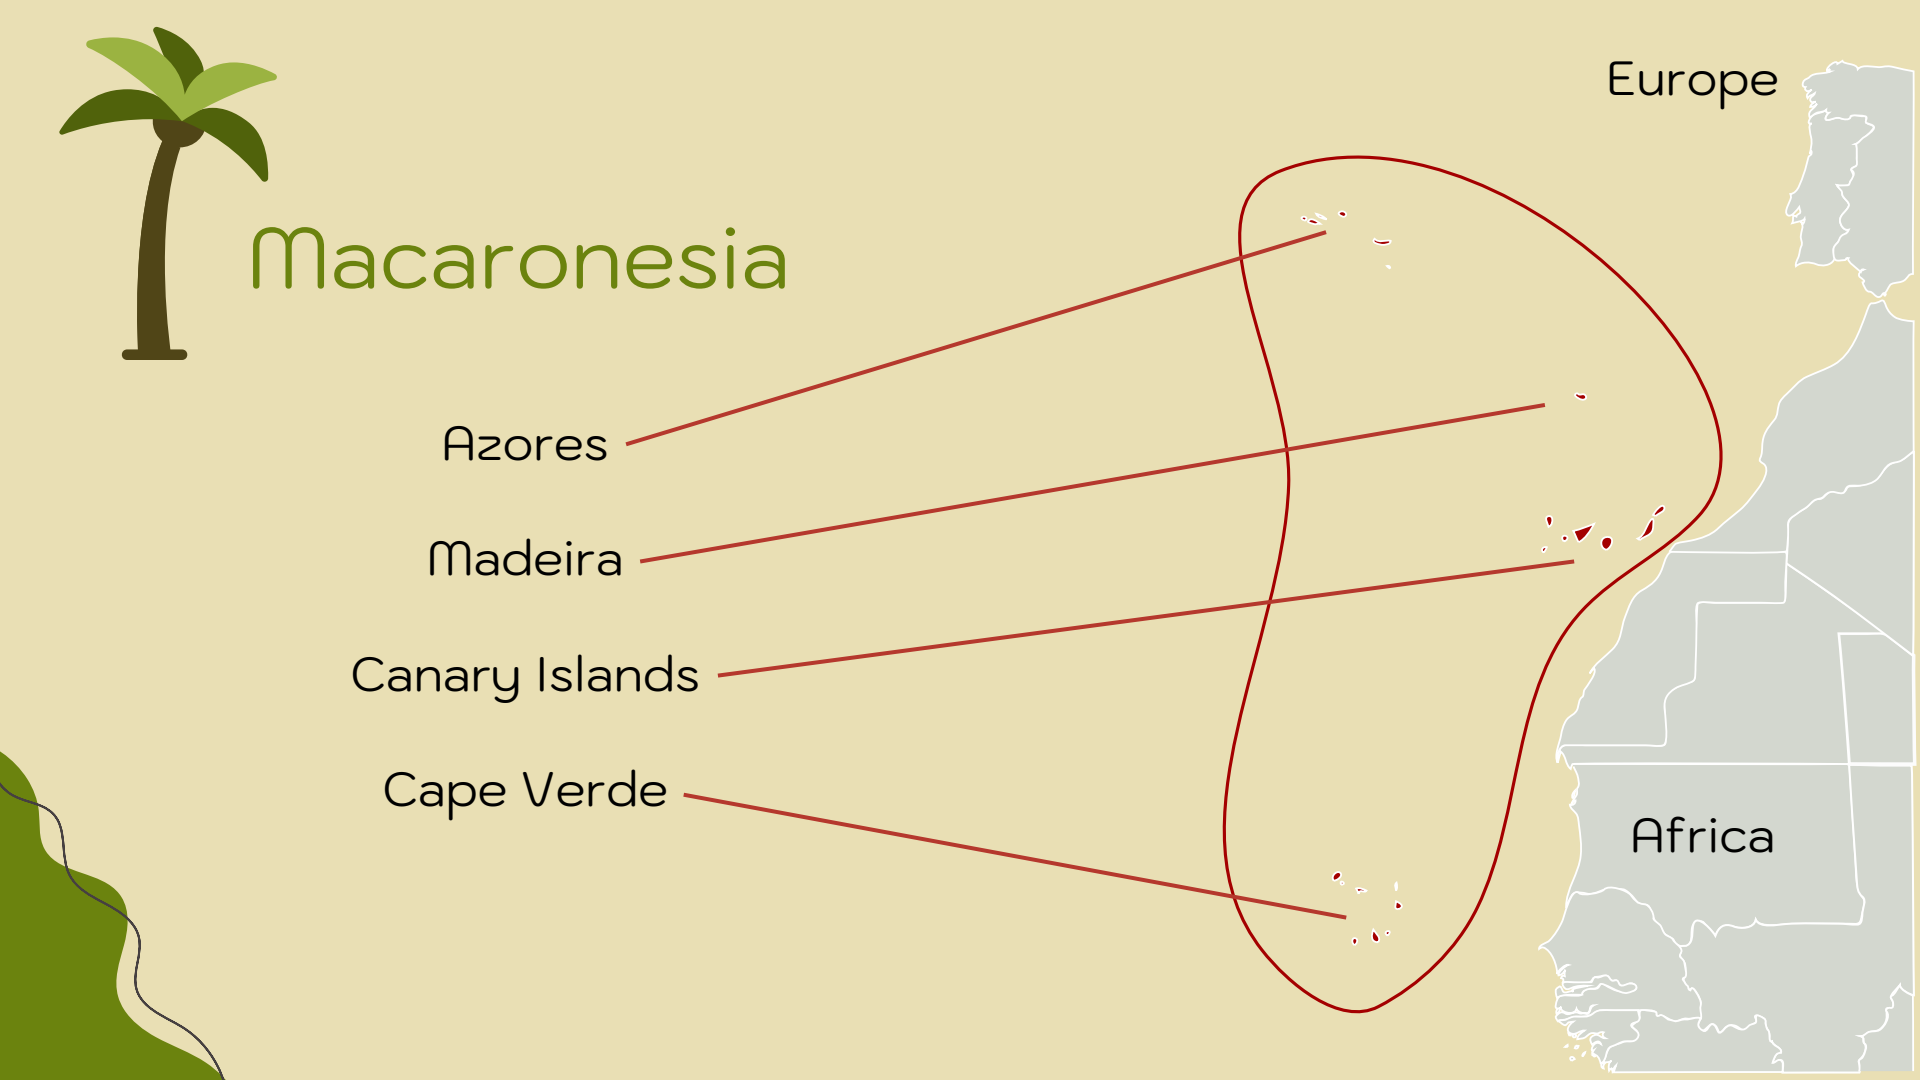 Europe
Macaronesia
Azores
Madeira
Canary Islands
Cape Verde
Africa